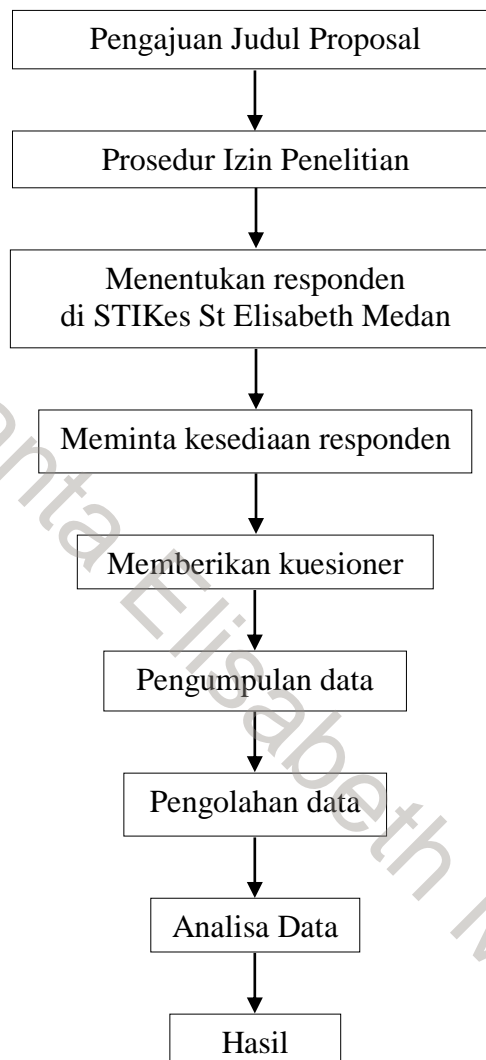 Pengajuan Judul Proposal
Prosedur Izin Penelitian
Menentukan responden
di STIKes St Elisabeth Medan
Meminta kesediaan responden
Memberikan kuesioner
Pengumpulan data
Pengolahan data
Analisa Data
Hasil
Elisabeth